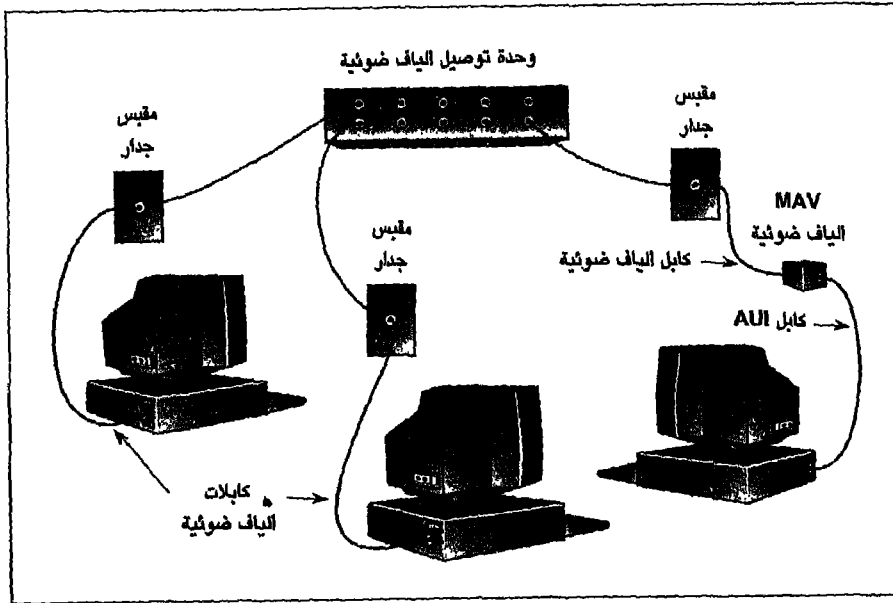 وحدة توصيل الياف ضوئية
مقبس
جدار
مقبس
جدار
MAV
الياف ضوئية
مقبس
جدار
كابل الياف ضوئية
كابل AUI
كابلات
الياف ضوئية